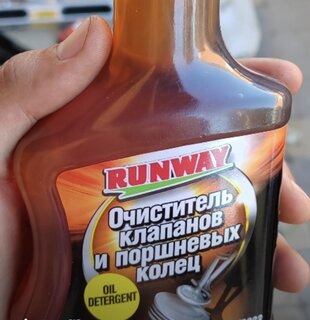 RUNWAY
Очиститель
клапанов
и поршневых
колец
OIL
DETERGENT